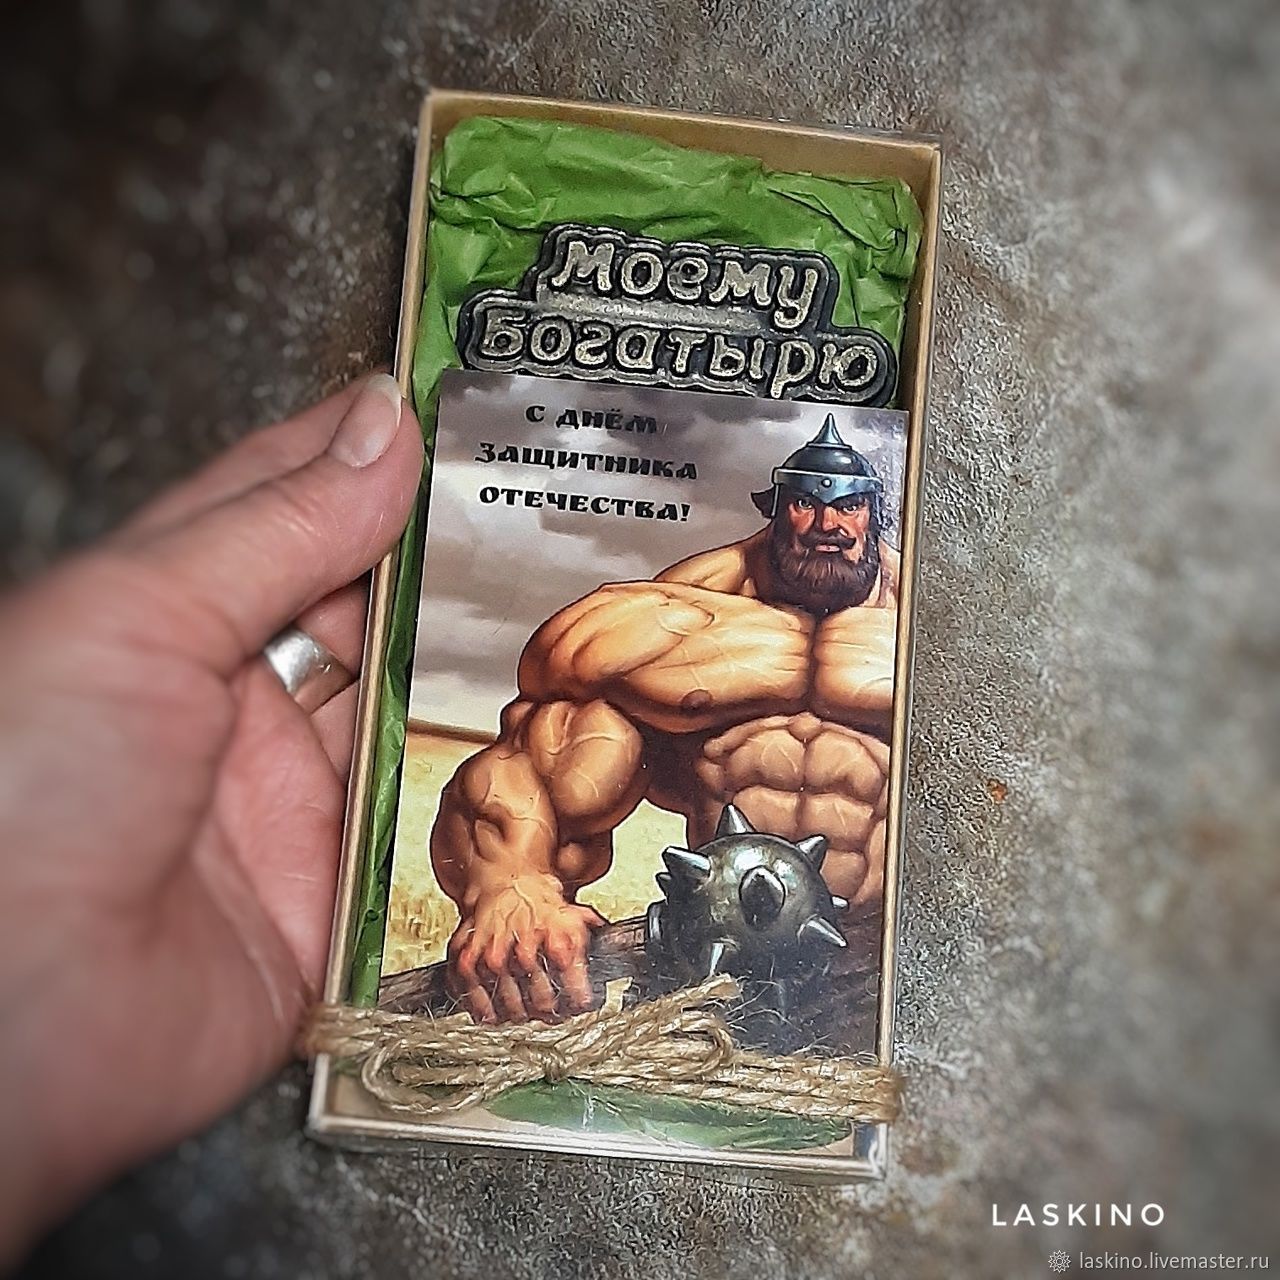 Моему
Богатырю
С ДНЁМ
ЗАЩИТНИКА
ОТЕЧЕСТВА!
LASKINO
laskino.livemaster.ru